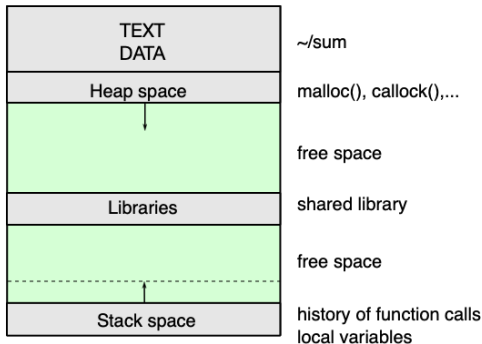 TEXT
DATA
~/sum
Heap space
malloc(), callock(),...
free space
Libraries
shared library
free space
Stack space
history of function calls
local variables